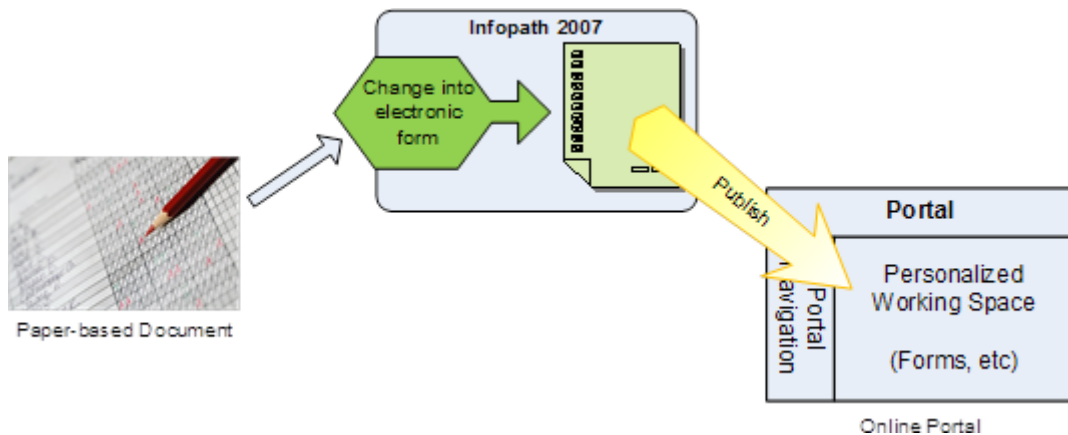 Infopath 2007
Change into
electronic
form
Publish
Paper-based Document
Portal
Portal
Personalized
Working Space
(Forms, etc)
Online Portal